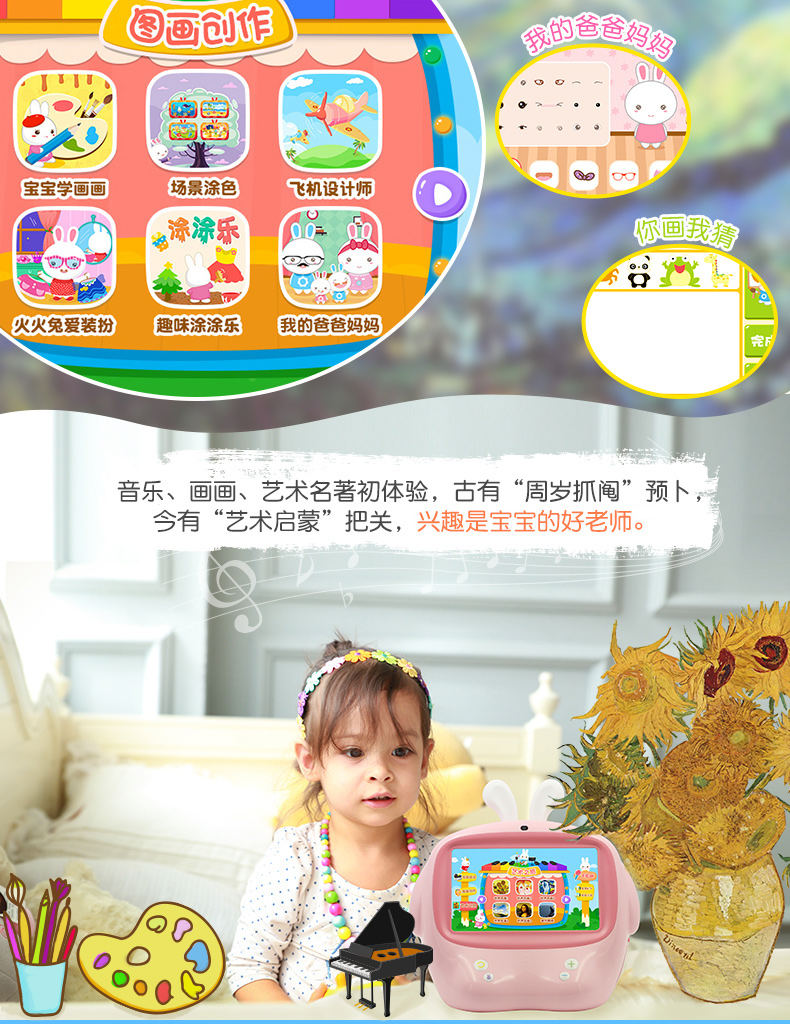 图画创作
我的爸爸妈妈
宝宝学画画
场景涂色
飞机设计师
你画我猜
涂涂乐
火火兔爱装扮
趣味涂涂乐
我的爸爸妈妈
完成
音乐、画画、艺术名著初体验，古有“周岁抓阄”预卜，
今有“艺术启蒙”把关，兴趣是宝宝的好老师。
Vincent